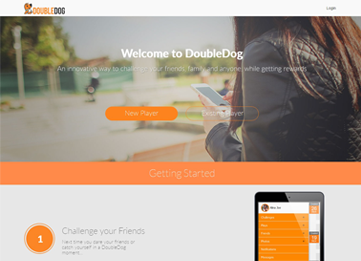 DOUBLEDOG
Login
Welcome to DoubleDog
An innovative way to challenge your friends, family and anyone, while getting rewards
New Player
Existing Player
Getting Started
1
Challenge your Friends
Next time you dare your friends or
catch yourself in a DoubleDog
moment...